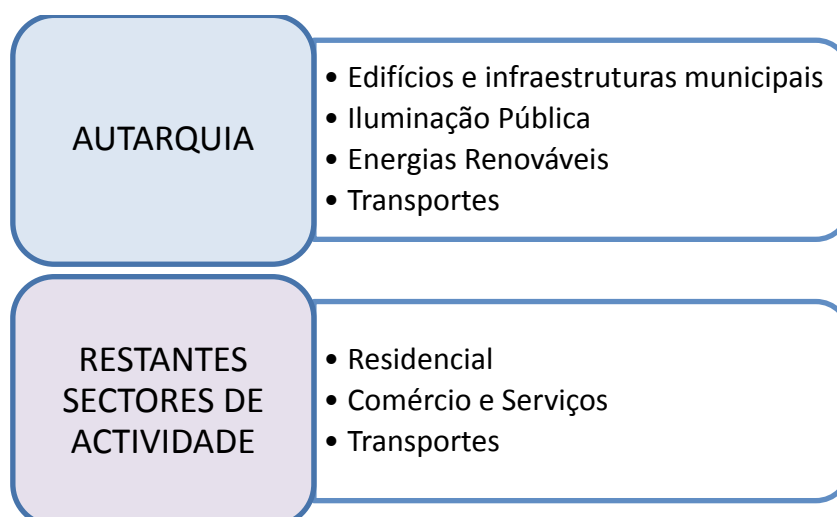 AUTARQUIA
• Edifícios e infraestruturas municipais
• Iluminação Pública
• Energias Renováveis
• Transportes
RESTANTES
SECTORES DE
ACTIVIDADE
• Residencial
• Comércio e Serviços
• Transportes